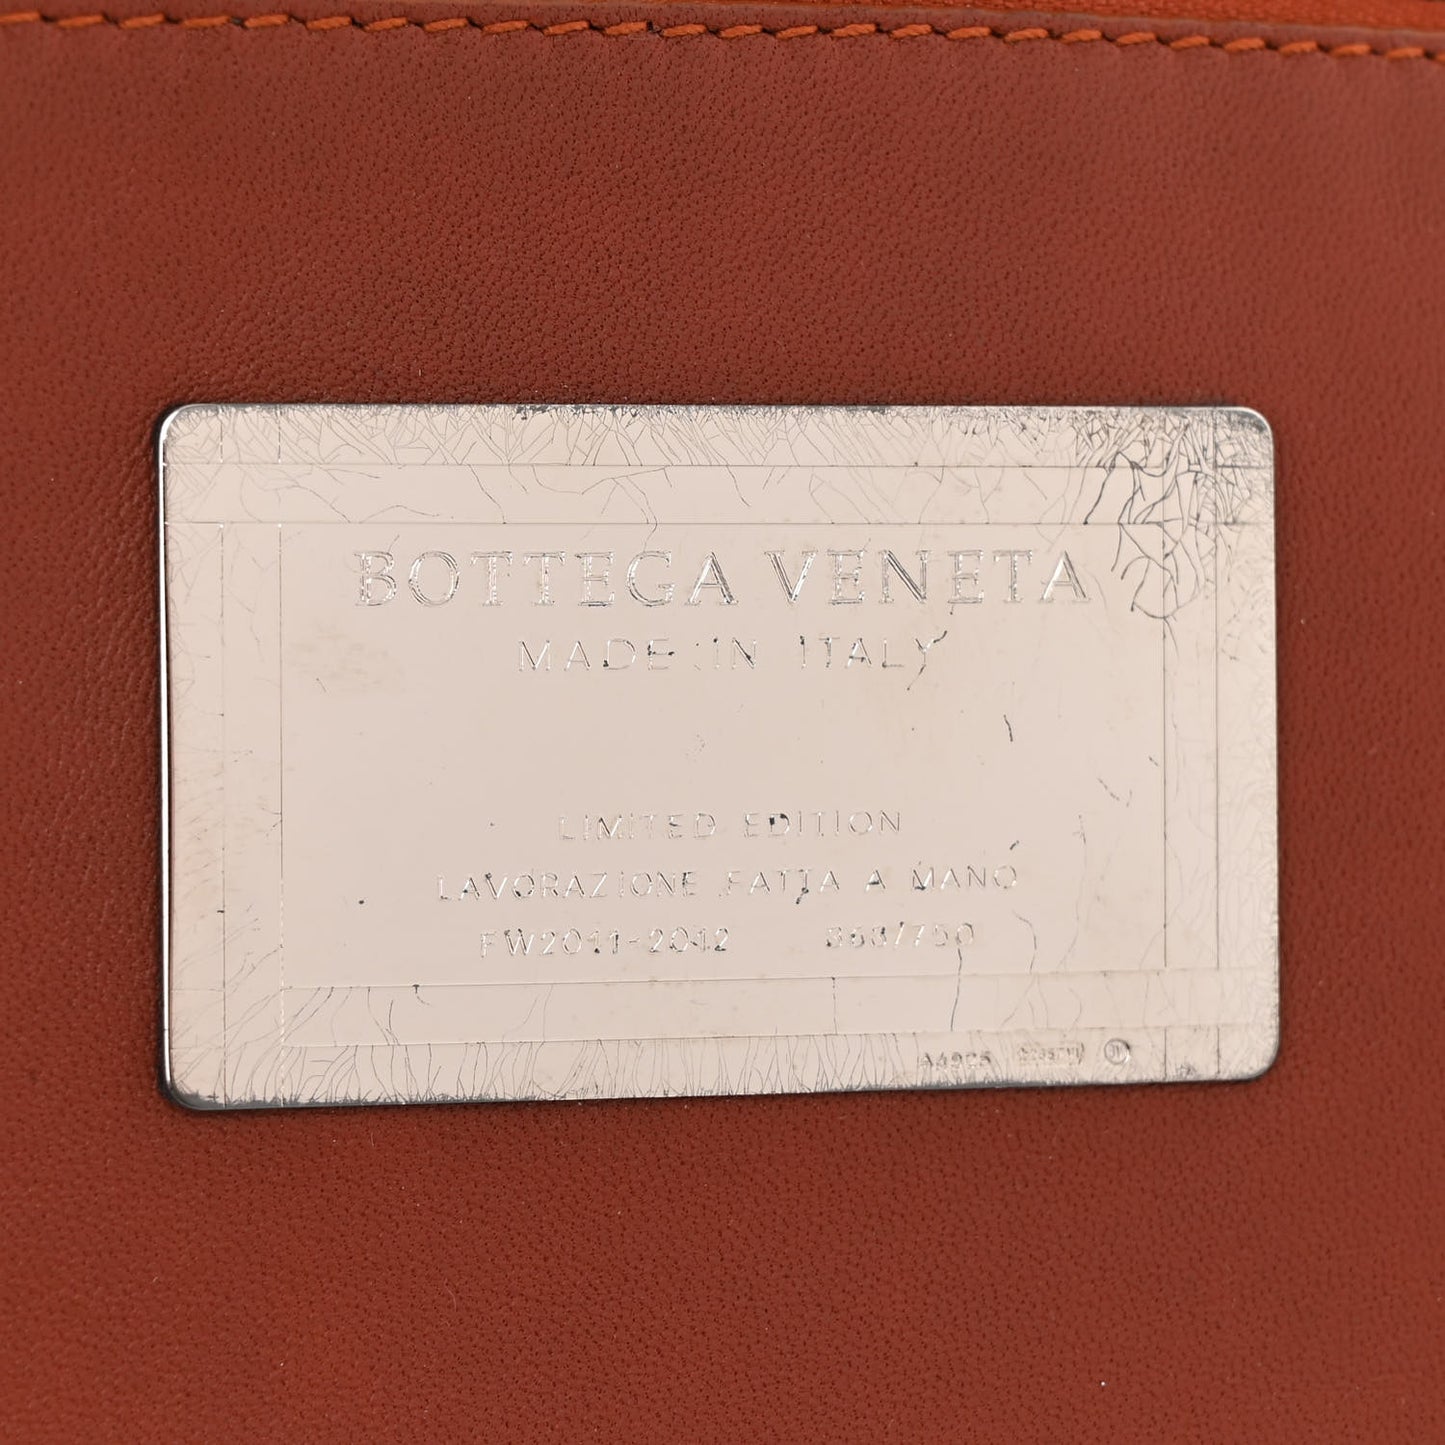 BOTTEGA VENETA
MADE IN ITALY
LIMITED EDITION
LAVORAZIONE FATTA A MANO
FW2011-2012